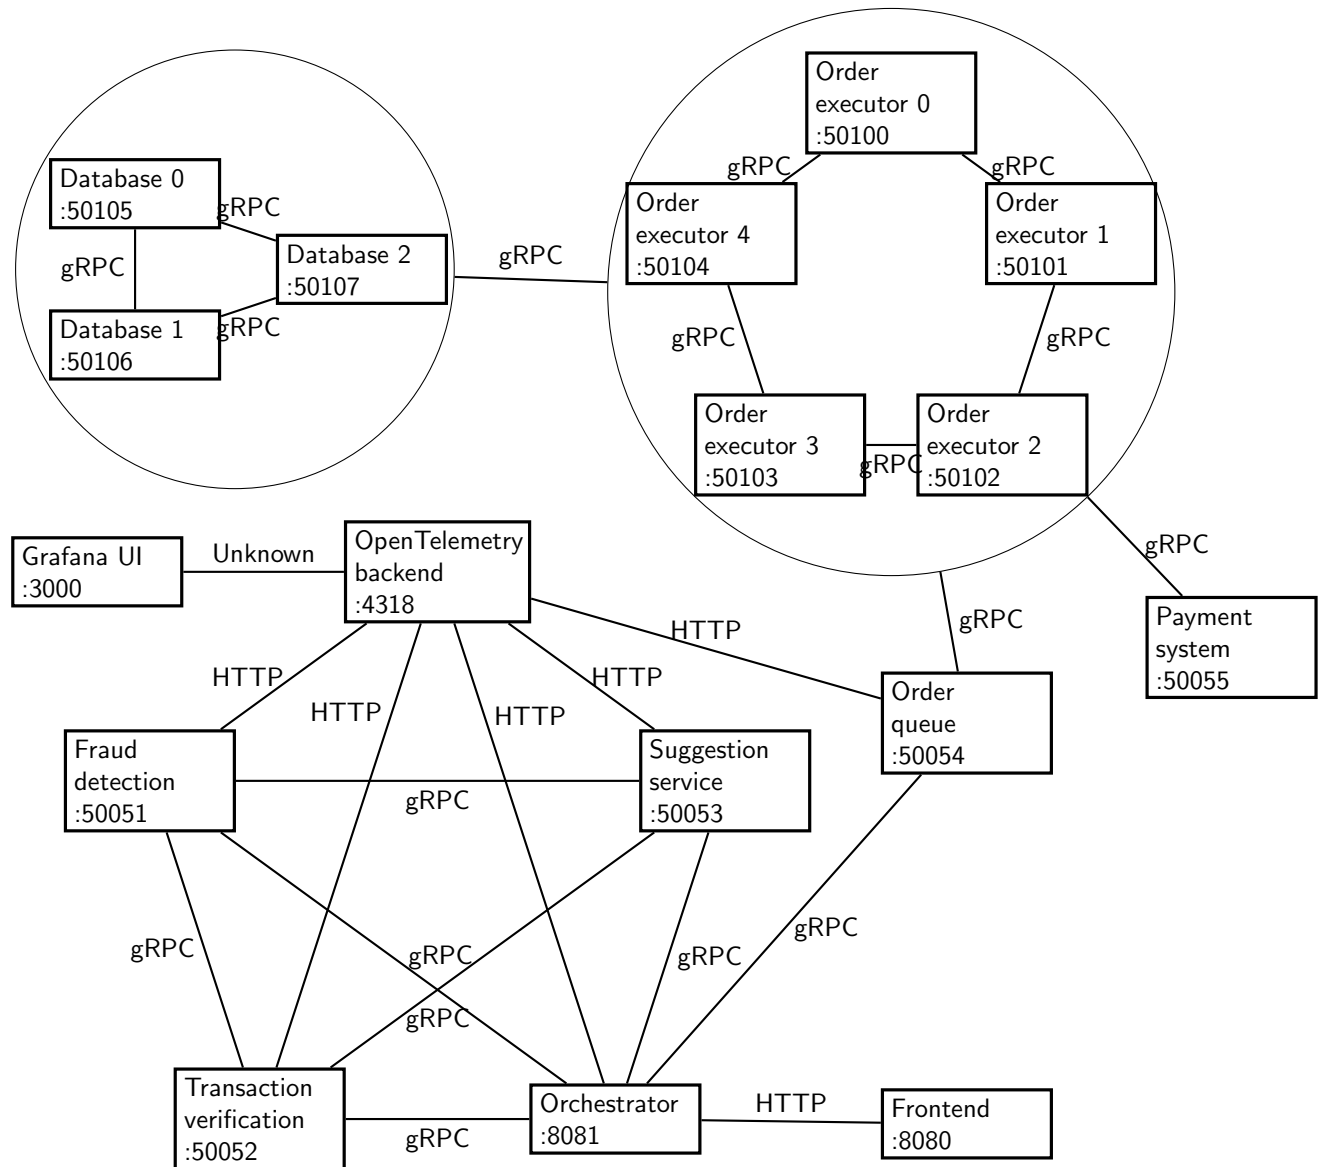 Order
executor 0
:50100
gRPC
gRPC
Database 0
:50105
gRPC
Order
executor 4
:50104
Order
executor 1
:50101
Database 2
:50107
gRPC
gRPC
Database 1
:50106
gRPC
gRPC
gRPC
Order
executor 3
:50103
gRPC
Order
executor 2
:50102
Grafana UI
:3000
Unknown
OpenTelemetry
backend
:4318
gRPC
gRPC
Payment
system
:50055
HTTP
HTTP
HTTP
HTTP
HTTP
Order
queue
:50054
Fraud
detection
:50051
gRPC
Suggestion
service
:50053
gRPC
gRPC
gRPC
gRPC
gRPC
Transaction
verification
:50052
gRPC
Orchestrator
:8081
HTTP
Frontend
:8080